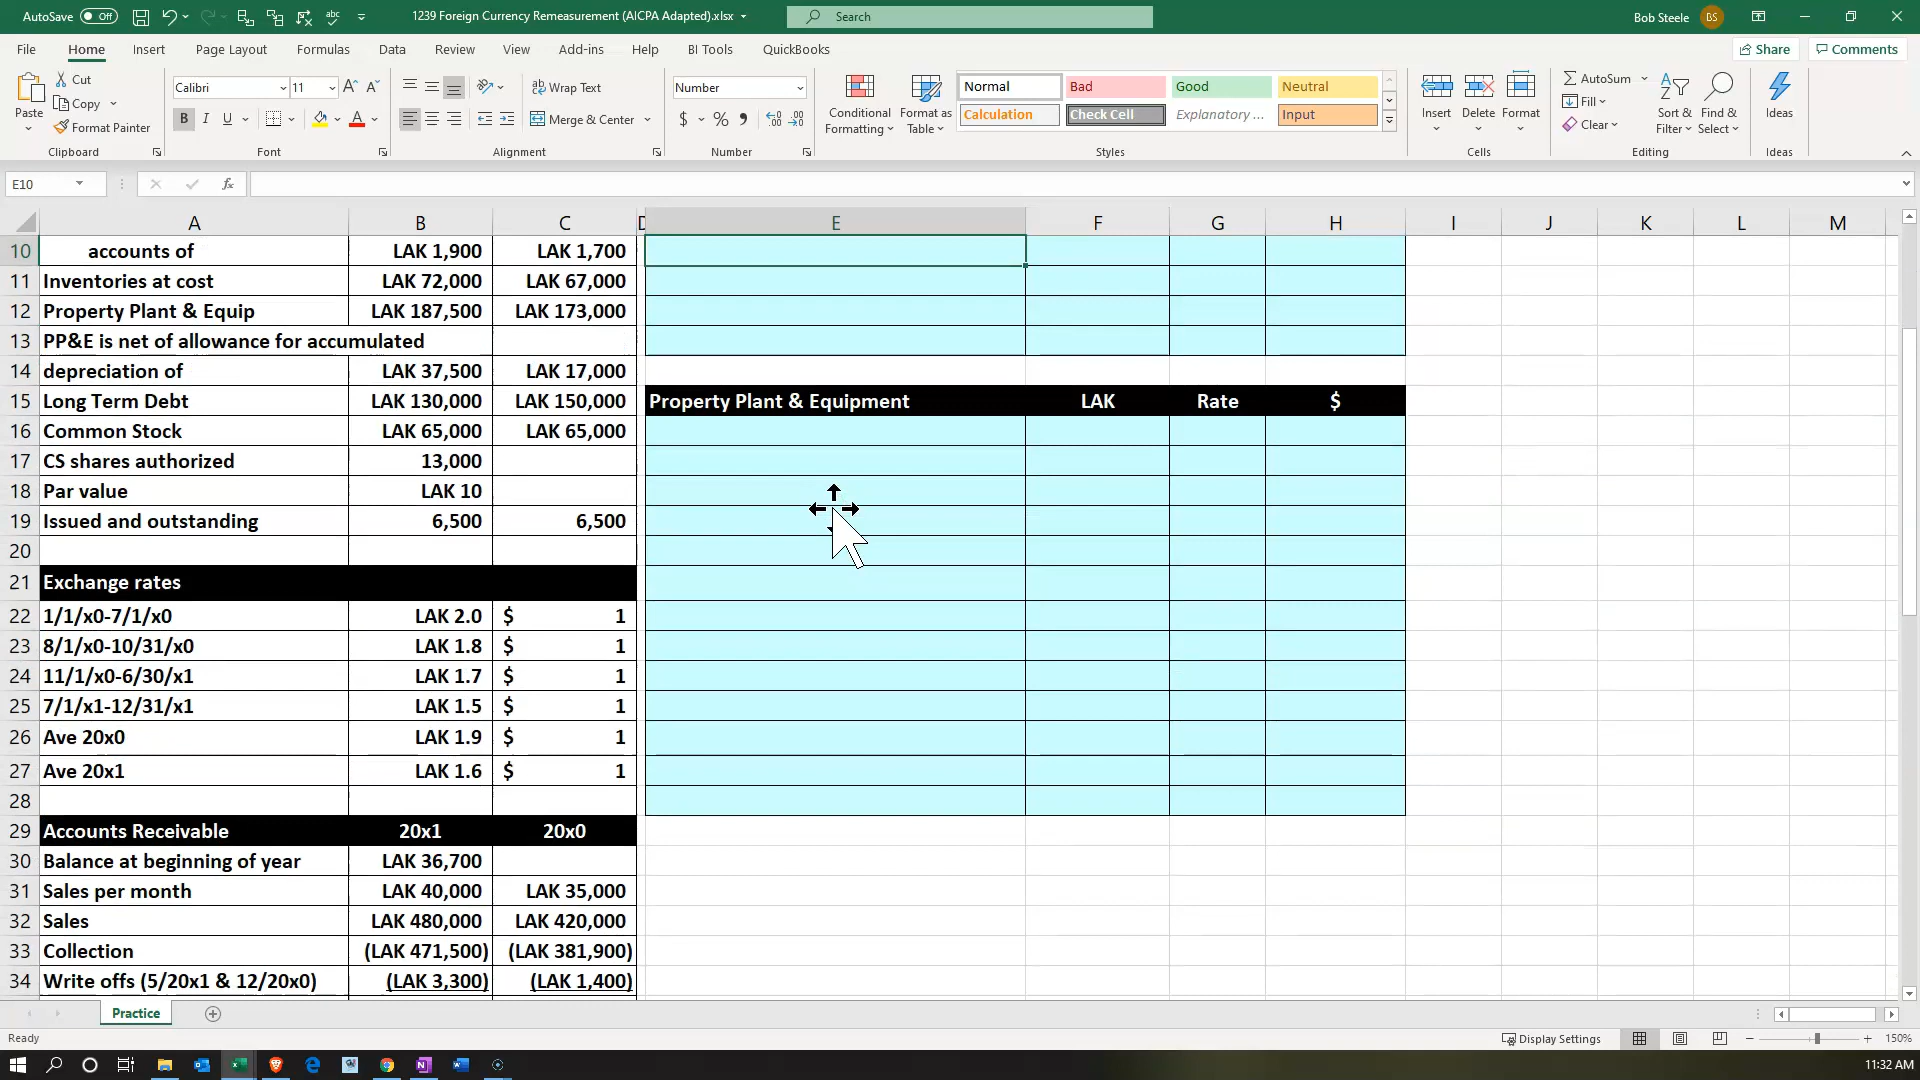 AutoSave Off abc 1239 Foreign Currency Remeasurement (AICPA Adapted).xlsx Search Bob Steele BS
File Home Insert Page Layout Formulas Data Review View Add-ins Help BI Tools QuickBooks Share Comments
Paste Cut Copy Format Painter
Clipboard
Calibri 11 A A B I U A
Font
ab Wrap Text
Merge & Center
Alignment
Number
$ % 9 .00 .00
Number
Conditional Formatting Format as Table
Normal Bad Good Neutral
Calculation Check Cell Explanatory ... Input
Styles
Insert Delete Format
Cells
AutoSum Fill Clear Sort & Filter Find & Select
Editing
Ideas
Ideas
E10 fx
A B C D E F G H I J K L M
10 accounts of LAK 1,900 LAK 1,700
11 Inventories at cost LAK 72,000 LAK 67,000
12 Property Plant & Equip LAK 187,500 LAK 173,000
13 PP&E is net of allowance for accumulated
14 depreciation of LAK 37,500 LAK 17,000
15 Long Term Debt LAK 130,000 LAK 150,000 Property Plant & Equipment LAK Rate $
16 Common Stock LAK 65,000 LAK 65,000
17 CS shares authorized 13,000
18 Par value LAK 10
19 Issued and outstanding 6,500 6,500
20
21 Exchange rates
22 1/1/x0-7/1/x0 LAK 2.0 $ 1
23 8/1/x0-10/31/x0 LAK 1.8 $ 1
24 11/1/x0-6/30/x1 LAK 1.7 $ 1
25 7/1/x1-12/31/x1 LAK 1.5 $ 1
26 Ave 20x0 LAK 1.9 $ 1
27 Ave 20x1 LAK 1.6 $ 1
28
29 Accounts Receivable 20x1 20x0
30 Balance at beginning of year LAK 36,700
31 Sales per month LAK 40,000 LAK 35,000
32 Sales LAK 480,000 LAK 420,000
33 Collection (LAK 471,500) (LAK 381,900)
34 Write offs (5/20x1 & 12/20x0) (LAK 3,300) (LAK 1,400)
Practice
Ready Display Settings 150%
11:32 AM